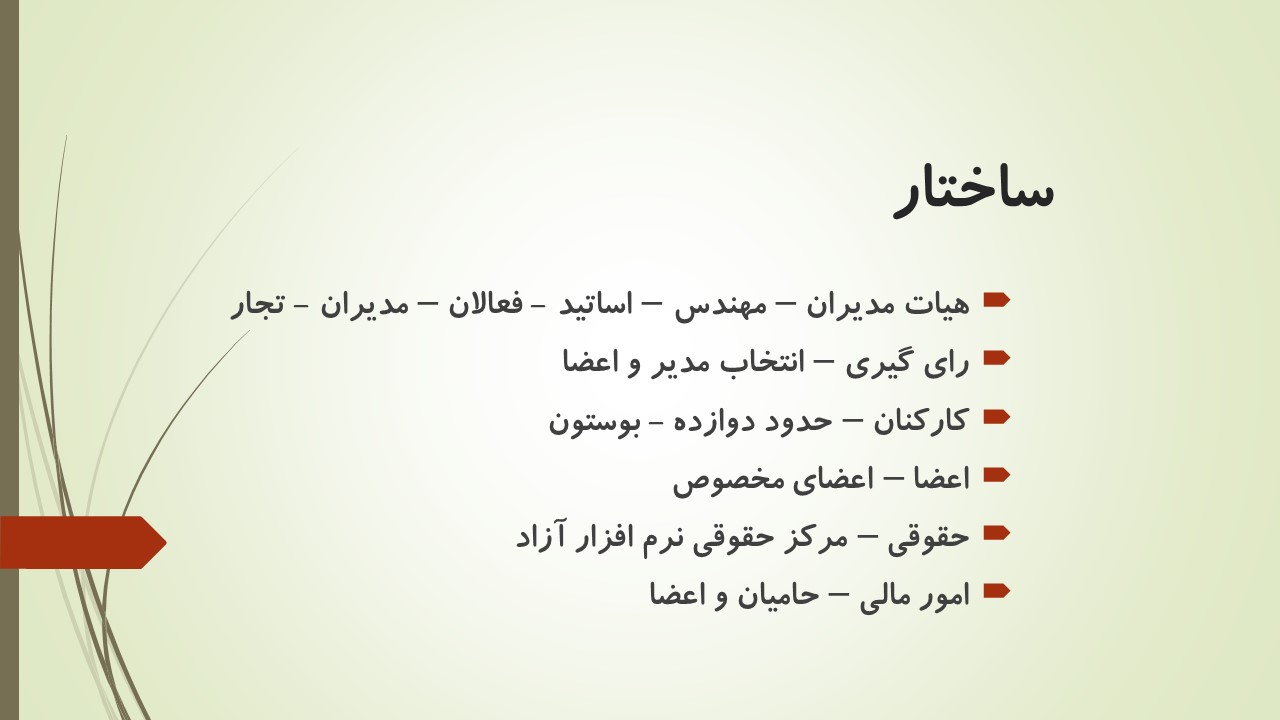 ساختار
هیات مدیران – مهندس – اساتید – فعالان – مدیران – تجار
رای گیری – انتخاب مدیر و اعضا
کارکنان – حدود دوازده – بوستون
اعضا – اعضای مخصوص
حقوقی – مرکز حقوقی نرم افزار آزاد
امور مالی – حامیان و اعضا